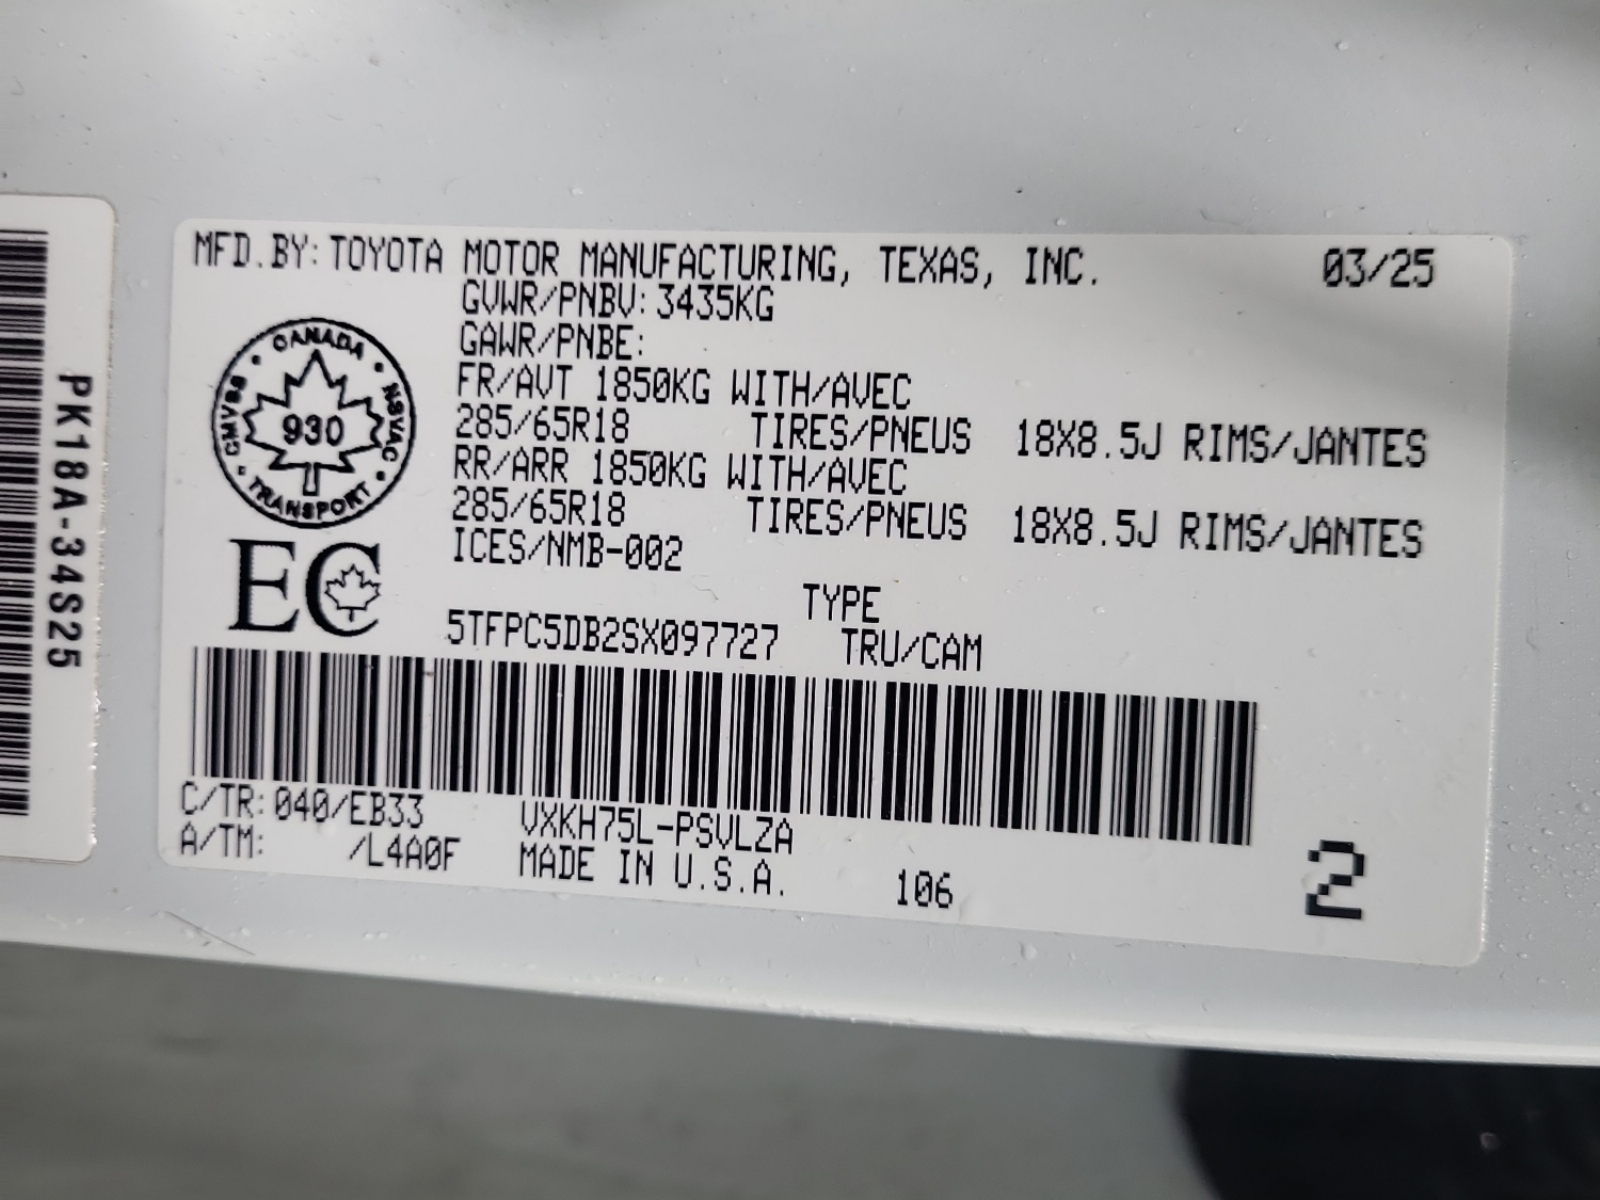 MFD.BY: TOYOTA MOTOR MANUFACTURING, TEXAS, INC. 03/25
GVWR/PNBV: 3435KG
GAWR/PNBE:
FR/AVT 1850KG WITH/AVEC
285/65R18 TIRES/PNEUS 18X8.5J RIMS/JANTES
RR/ARR 1850KG WITH/AVEC
285/65R18 TIRES/PNEUS 18X8.5J RIMS/JANTES
ICES/NMB-002
CANADA
CMVSS
930
NSVAC
TRANSPORT
EC
TYPE
5TFPC5DB2SX097727 TRU/CAM
C/TR: 040/EB33 VXKH75L-PSVLZA
A/TM: /L4A0F MADE IN U.S.A. 106
2
PK18A-34S25